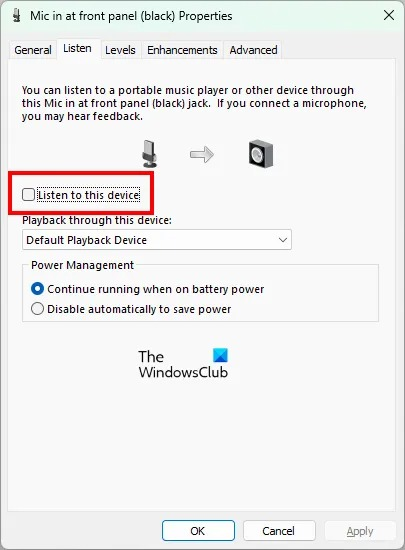 Mic in at front panel (black) Properties
General Listen Levels Enhancements Advanced
You can listen to a portable music player or other device through
this Mic in at front panel (black) jack. If you connect a microphone,
you may hear feedback.
Listen to this device
Playback through this device:
Default Playback Device
Power Management
Continue running when on battery power
Disable automatically to save power
The
WindowsClub
OK Cancel Apply